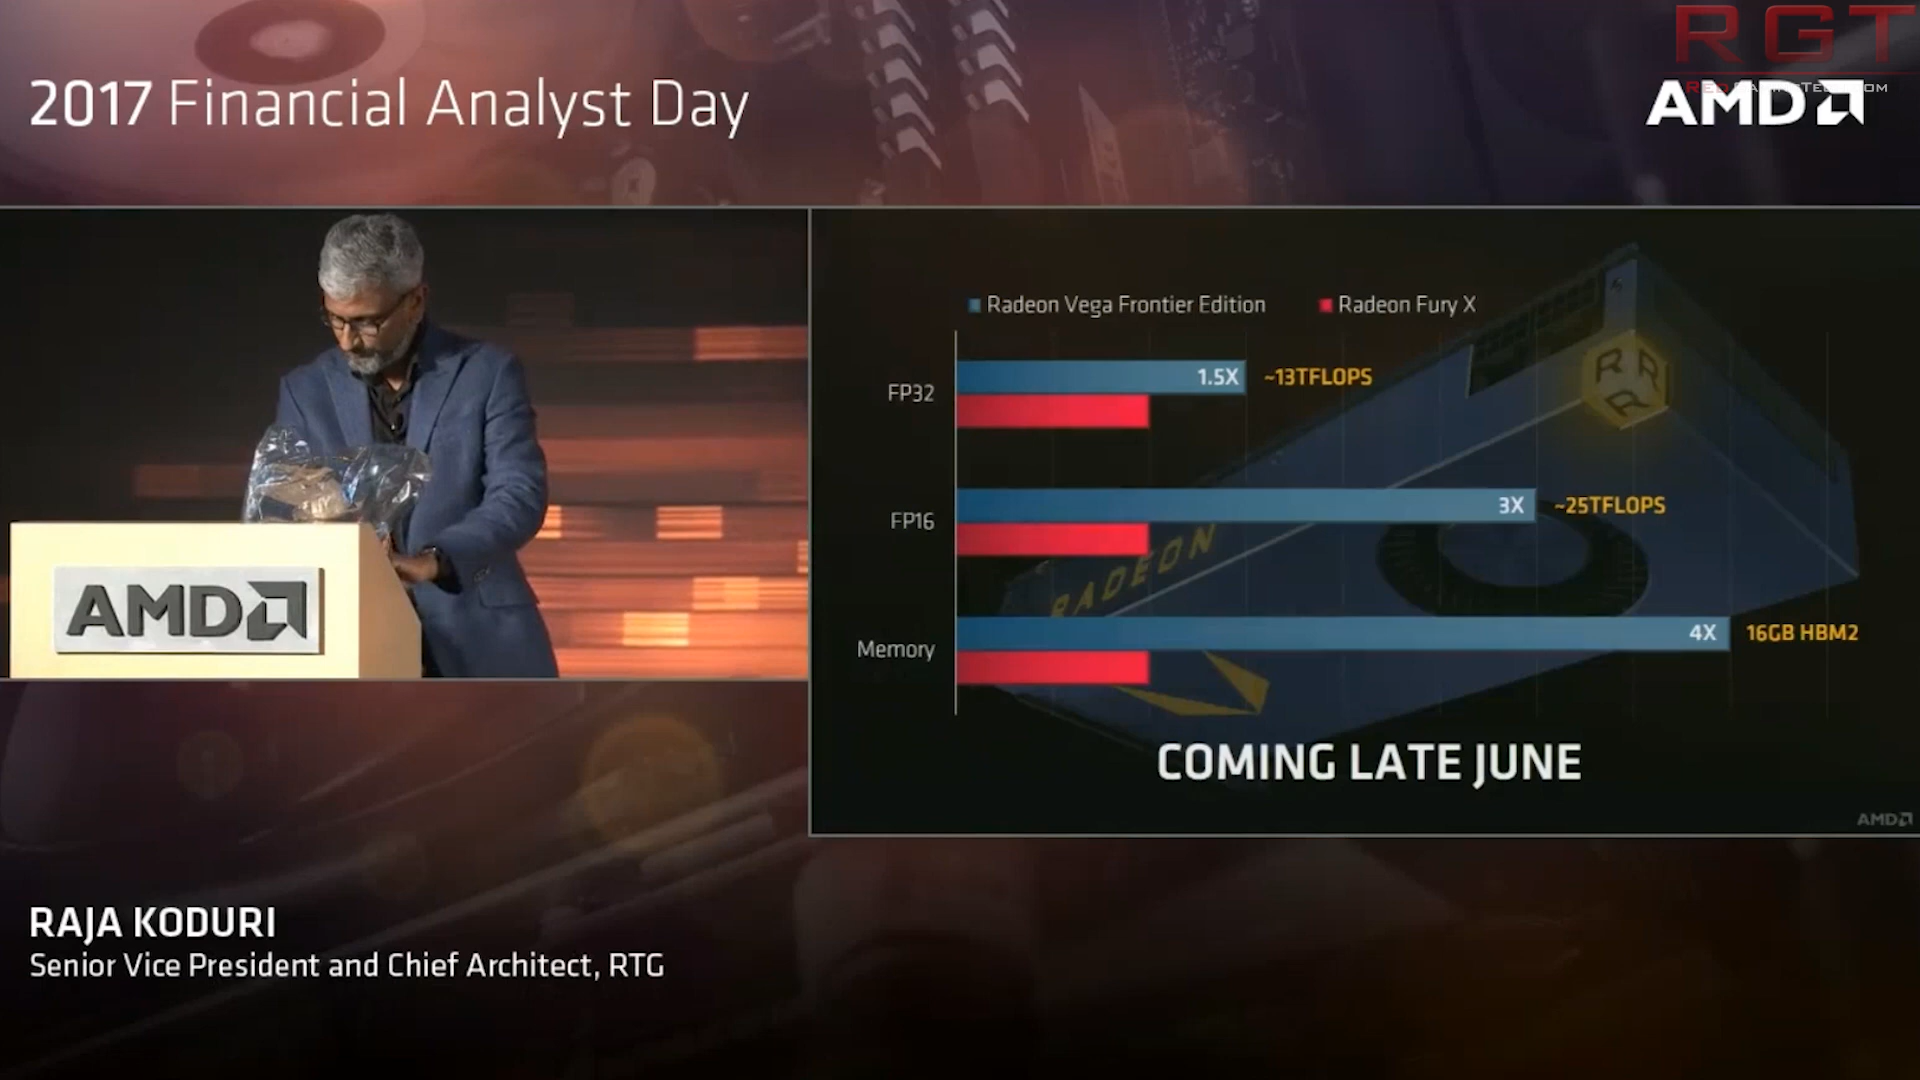 RGT
2017 Financial Analyst Day
AMD
Radeon Vega Frontier Edition
Radeon Fury X
FP32
1.5X
~13TFLOPS
FP16
3X
~25TFLOPS
RADEON
Memory
4X
16GB HBM2
R R R
COMING LATE JUNE
AMD
AMD
RAJA KODURI
Senior Vice President and Chief Architect, RTG